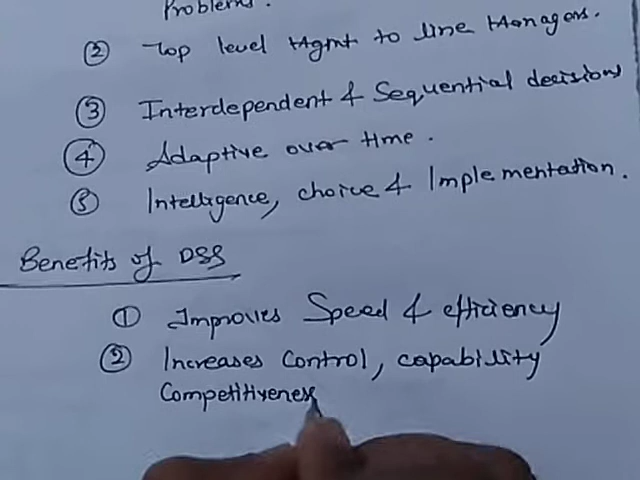 Problems.
② Top level Mgmt to line Managers.
③ Interdependent & Sequential decisions
④ Adaptive over time.
⑤ Intelligence, choice & Implementation.
Benefits of DSS
① Improves Speed & efficiency
② Increases Control, capability
Competitiveness